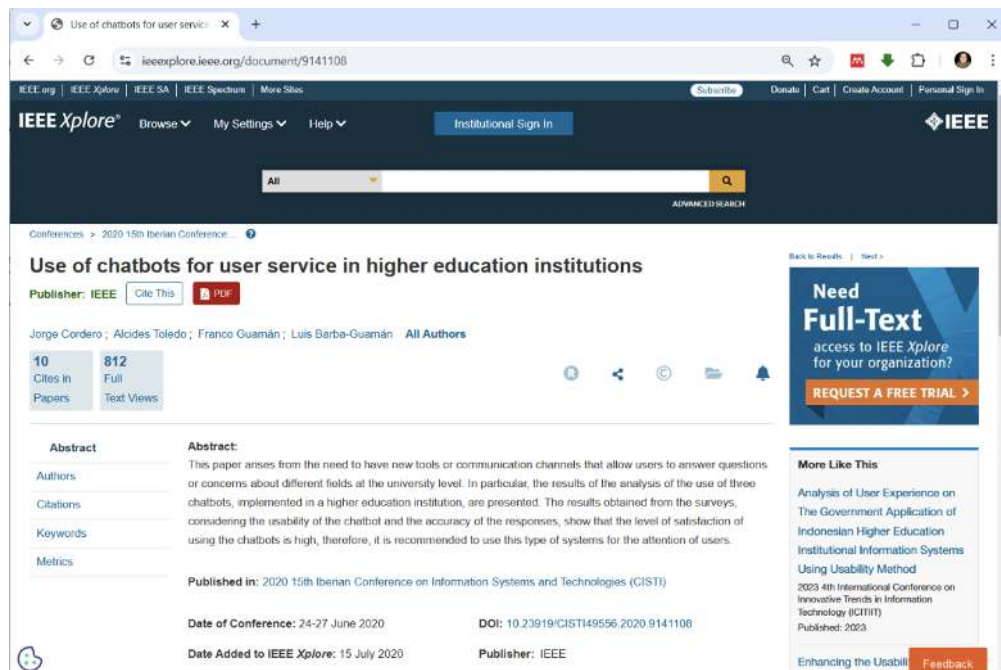 Use of chatbots for user servic
ieeexplore.ieee.org/document/9141108
IEEE.org | IEEE Xplore | IEEE SA | IEEE Spectrum | More Sites
Subscribe
Donate | Cart | Create Account | Personal Sign In
IEEE Xplore®
Browse
My Settings
Help
Institutional Sign In
IEEE
All
ADVANCED SEARCH
Conferences > 2020 15th Iberian Conference...
Use of chatbots for user service in higher education institutions
Publisher: IEEE
Cite This
PDF
Jorge Cordero ; Alcides Toledo ; Franco Guamán ; Luis Barba-Guamán All Authors
10
Cites in
Papers
812
Full
Text Views
Abstract
Authors
Citations
Keywords
Metrics
Abstract:
This paper arises from the need to have new tools or communication channels that allow users to answer questions
or concerns about different fields at the university level. In particular, the results of the analysis of the use of three
chatbots, implemented in a higher education institution, are presented. The results obtained from the surveys,
considering the usability of the chatbot and the accuracy of the responses, show that the level of satisfaction of
using the chatbots is high, therefore, it is recommended to use this type of systems for the attention of users.
Published in: 2020 15th Iberian Conference on Information Systems and Technologies (CISTI)
Date of Conference: 24-27 June 2020
DOI: 10.23919/CISTI49556.2020.9141108
Date Added to IEEE Xplore: 15 July 2020
Publisher: IEEE
Back to Results | Next >
Need
Full-Text
access to IEEE Xplore
for your organization?
REQUEST A FREE TRIAL >
More Like This
Analysis of User Experience on
The Government Application of
Indonesian Higher Education
Institutional Information Systems
Using Usability Method
2023 4th International Conference on
Innovative Trends in Information
Technology (ICITIIT)
Published: 2023
Enhancing the Usabili
Feedback